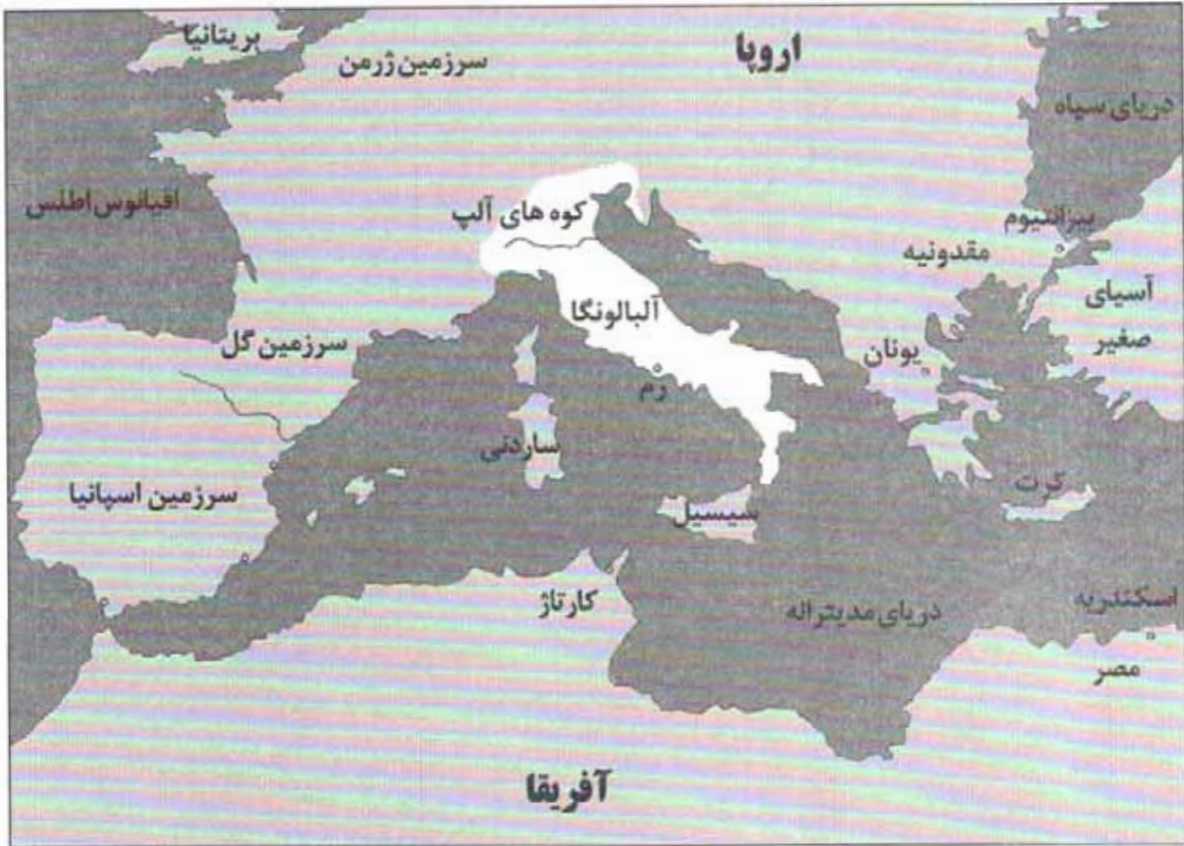 بریتانیا
سرزمین ژرمن
اروپا
دریای سیاه
اقیانوس اطلس
کوه های آلپ
بیزانتیوم
مقدونیه
آسیای
صغیر
آلبالونگا
سرزمین گل
یونان
رم
ساردنی
سرزمین اسپانیا
سیسیل
کرت
کارتاژ
دریای مدیترانه
اسکندریه
مصر
آفریقا